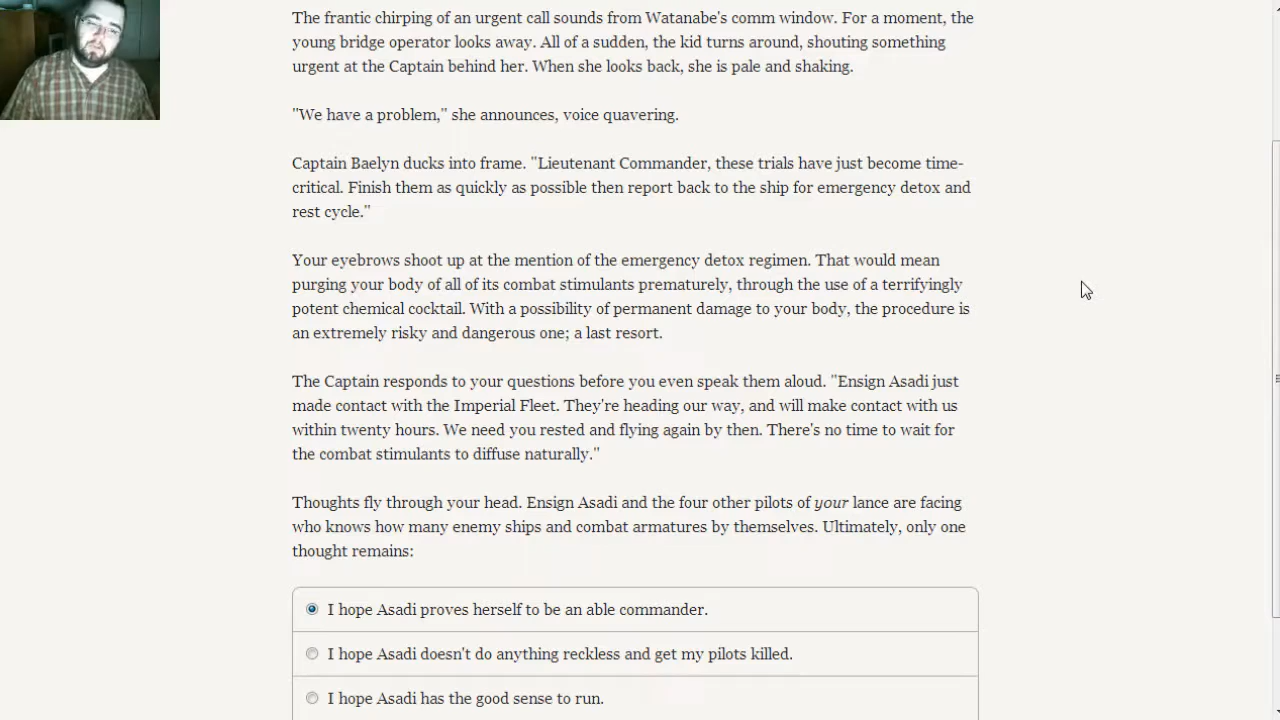 The frantic chirping of an urgent call sounds from Watanabe's comm window. For a moment, the
young bridge operator looks away. All of a sudden, the kid turns around, shouting something
urgent at the Captain behind her. When she looks back, she is pale and shaking.
"We have a problem," she announces, voice quavering.
Captain Baelyn ducks into frame. "Lieutenant Commander, these trials have just become time-
critical. Finish them as quickly as possible then report back to the ship for emergency detox and
rest cycle."
Your eyebrows shoot up at the mention of the emergency detox regimen. That would mean
purging your body of all of its combat stimulants prematurely, through the use of a terrifyingly
potent chemical cocktail. With a possibility of permanent damage to your body, the procedure is
an extremely risky and dangerous one; a last resort.
The Captain responds to your questions before you even speak them aloud. "Ensign Asadi just
made contact with the Imperial Fleet. They're heading our way, and will make contact with us
within twenty hours. We need you rested and flying again by then. There's no time to wait for
the combat stimulants to diffuse naturally."
Thoughts fly through your head. Ensign Asadi and the four other pilots of your lance are facing
who knows how many enemy ships and combat armatures by themselves. Ultimately, only one
thought remains:
I hope Asadi proves herself to be an able commander.
I hope Asadi doesn't do anything reckless and get my pilots killed.
I hope Asadi has the good sense to run.